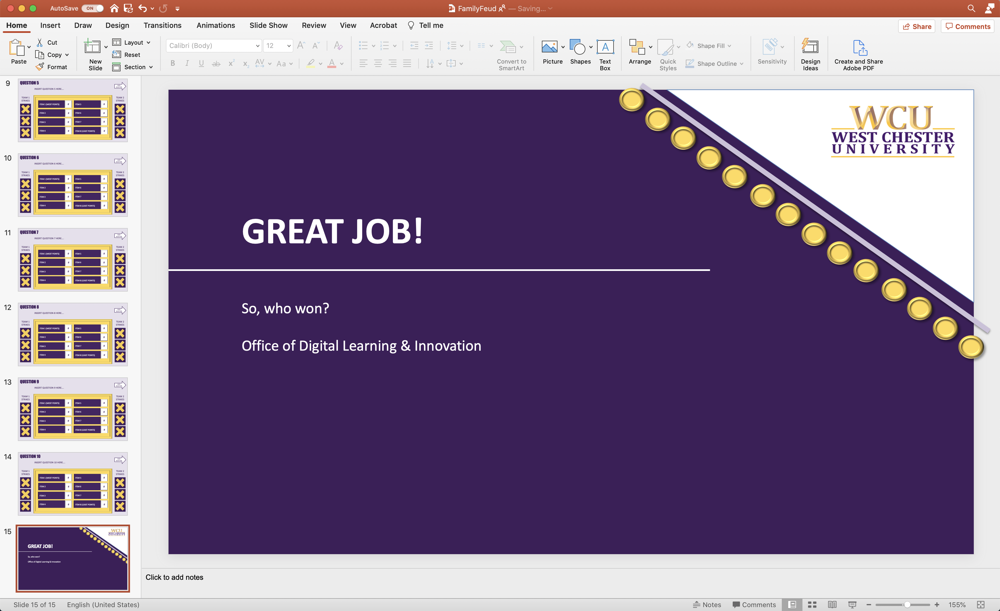 AutoSave ON FamilyFeud — Saving...
Home Insert Draw Design Transitions Animations Slide Show Review View Acrobat Tell me Share Comments
Paste Cut Copy Format
New Slide Layout Reset Section
Calibri (Body) 12
Convert to SmartArt
Picture Shapes Text Box
Arrange Quick Styles Shape Fill Shape Outline
Sensitivity
Design Ideas
Create and Share Adobe PDF
9
QUESTION 5
INSERT QUESTION 5 HERE....
TEAM 1 STRIKES
TEAM 2 STRIKES
ITEM 1 (MOST POINTS) # ITEM 5 #
ITEM 2 # ITEM 6 #
ITEM 3 # ITEM 7 #
ITEM 4 # ITEM 8 (LEAST POINTS) #
10
QUESTION 6
INSERT QUESTION 6 HERE....
TEAM 1 STRIKES
TEAM 2 STRIKES
ITEM 1 (MOST POINTS) # ITEM 5 #
ITEM 2 # ITEM 6 #
ITEM 3 # ITEM 7 #
ITEM 4 # ITEM 8 (LEAST POINTS) #
11
QUESTION 7
INSERT QUESTION 7 HERE....
TEAM 1 STRIKES
TEAM 2 STRIKES
ITEM 1 (MOST POINTS) # ITEM 5 #
ITEM 2 # ITEM 6 #
ITEM 3 # ITEM 7 #
ITEM 4 # ITEM 8 (LEAST POINTS) #
12
QUESTION 8
INSERT QUESTION 8 HERE....
TEAM 1 STRIKES
TEAM 2 STRIKES
ITEM 1 (MOST POINTS) # ITEM 5 #
ITEM 2 # ITEM 6 #
ITEM 3 # ITEM 7 #
ITEM 4 # ITEM 8 (LEAST POINTS) #
13
QUESTION 9
INSERT QUESTION 9 HERE....
TEAM 1 STRIKES
TEAM 2 STRIKES
ITEM 1 (MOST POINTS) # ITEM 5 #
ITEM 2 # ITEM 6 #
ITEM 3 # ITEM 7 #
ITEM 4 # ITEM 8 (LEAST POINTS) #
14
QUESTION 10
INSERT QUESTION 10 HERE....
TEAM 1 STRIKES
TEAM 2 STRIKES
ITEM 1 (MOST POINTS) # ITEM 5 #
ITEM 2 # ITEM 6 #
ITEM 3 # ITEM 7 #
ITEM 4 # ITEM 8 (LEAST POINTS) #
15
WCU
WEST CHESTER
UNIVERSITY
GREAT JOB!
So, who won?
Office of Digital Learning & Innovation
WCU
WEST CHESTER
UNIVERSITY
GREAT JOB!
So, who won?
Office of Digital Learning & Innovation
Click to add notes
Slide 15 of 15 English (United States) Notes Comments 155%